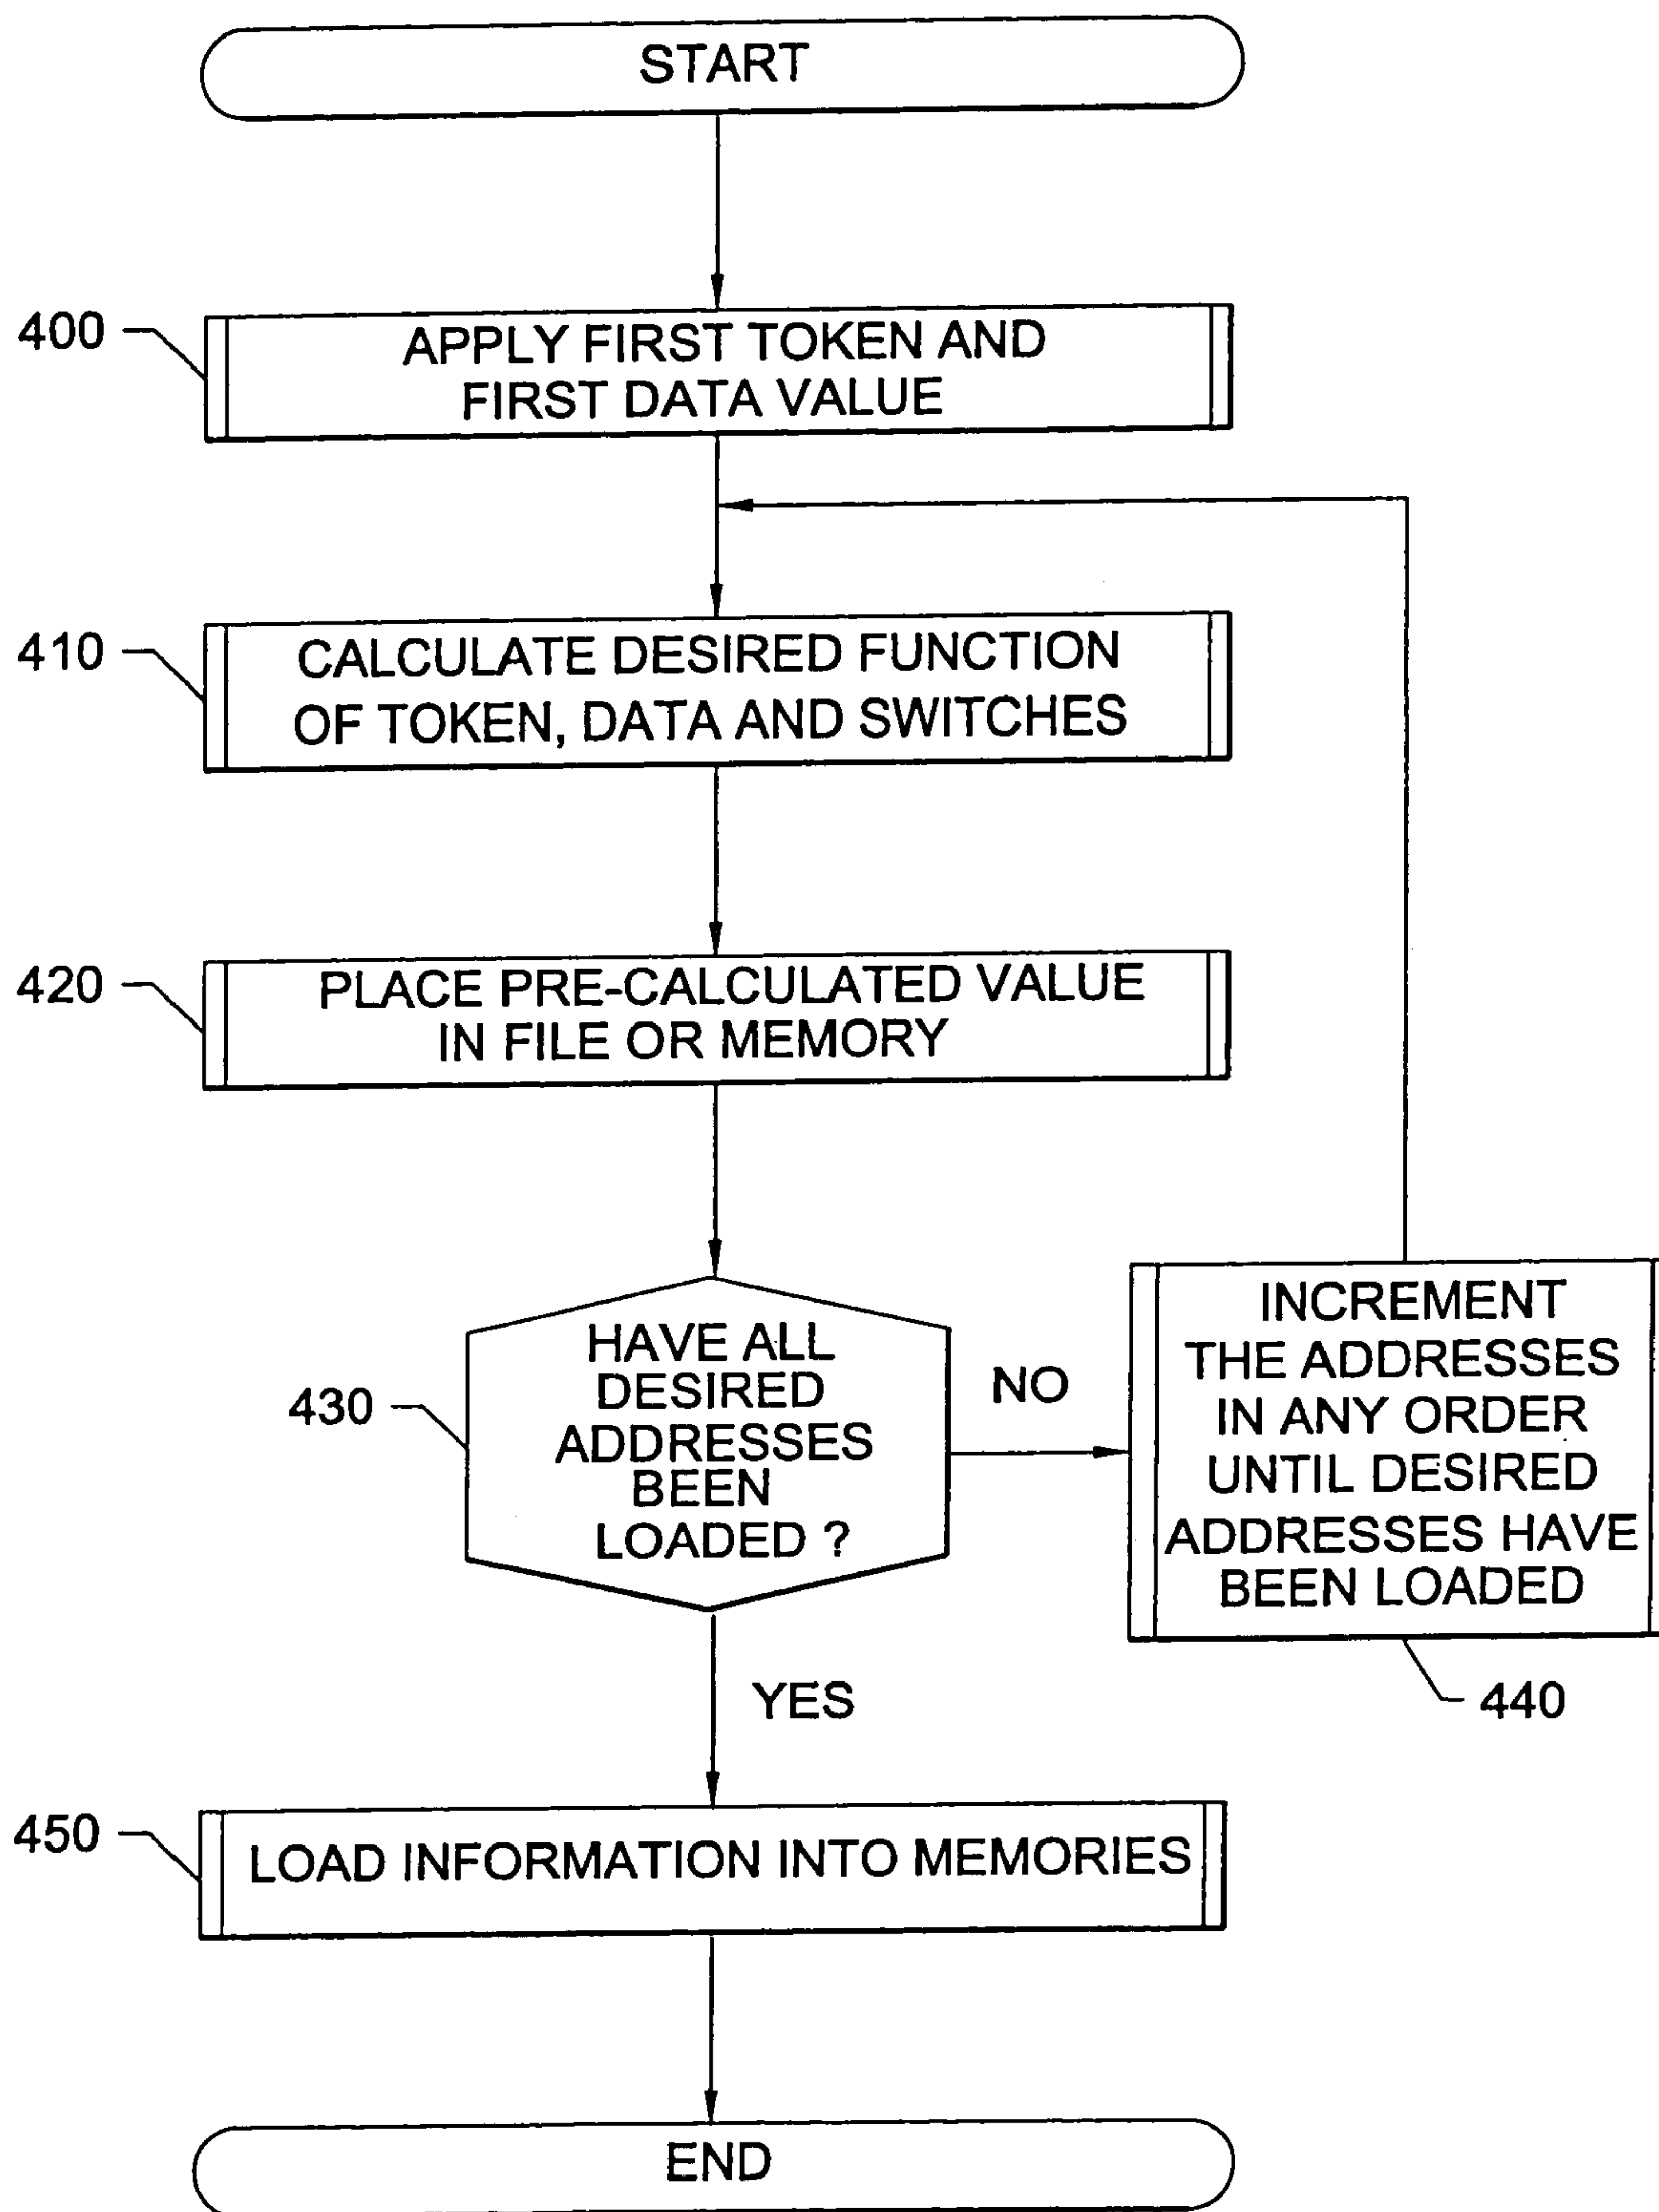 START
400
APPLY FIRST TOKEN AND
FIRST DATA VALUE
410
CALCULATE DESIRED FUNCTION
OF TOKEN, DATA AND SWITCHES
420
PLACE PRE-CALCULATED VALUE
IN FILE OR MEMORY
430
HAVE ALL
DESIRED
ADDRESSES
BEEN
LOADED ?
NO
INCREMENT
THE ADDRESSES
IN ANY ORDER
UNTIL DESIRED
ADDRESSES HAVE
BEEN LOADED
440
YES
450
LOAD INFORMATION INTO MEMORIES
END